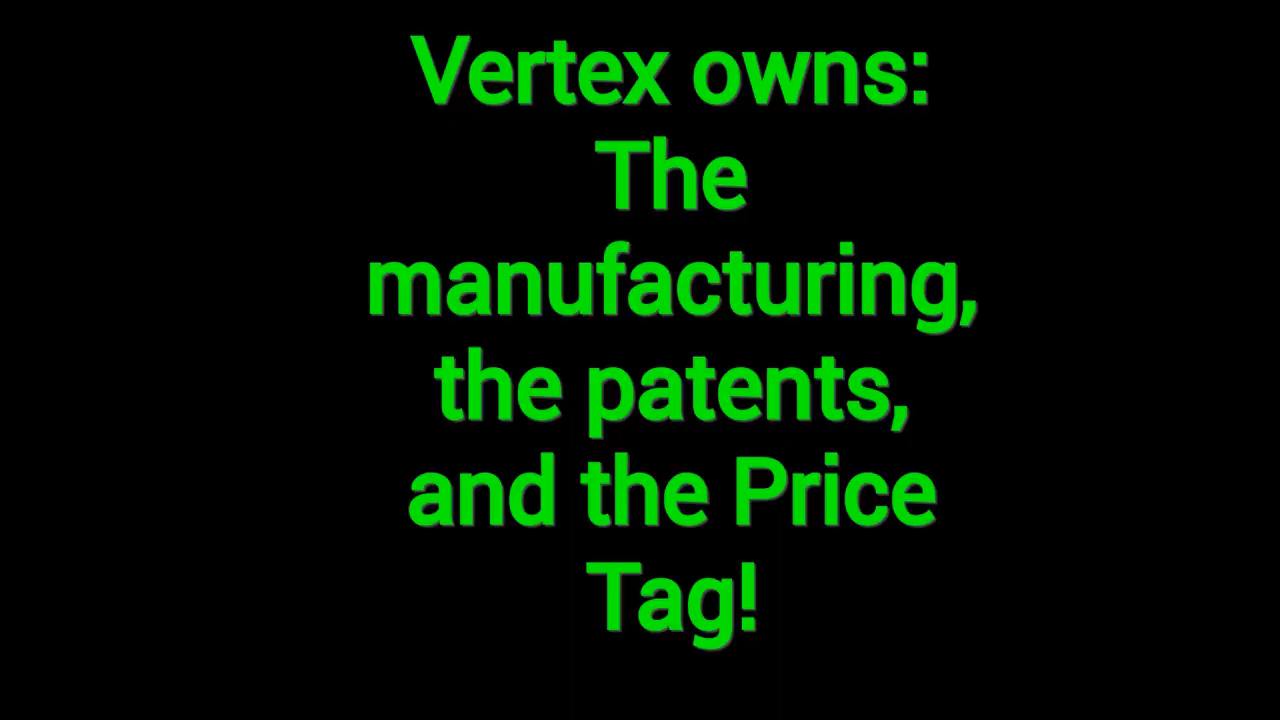 Vertex owns:
The
manufacturing,
the patents,
and the Price
Tag!